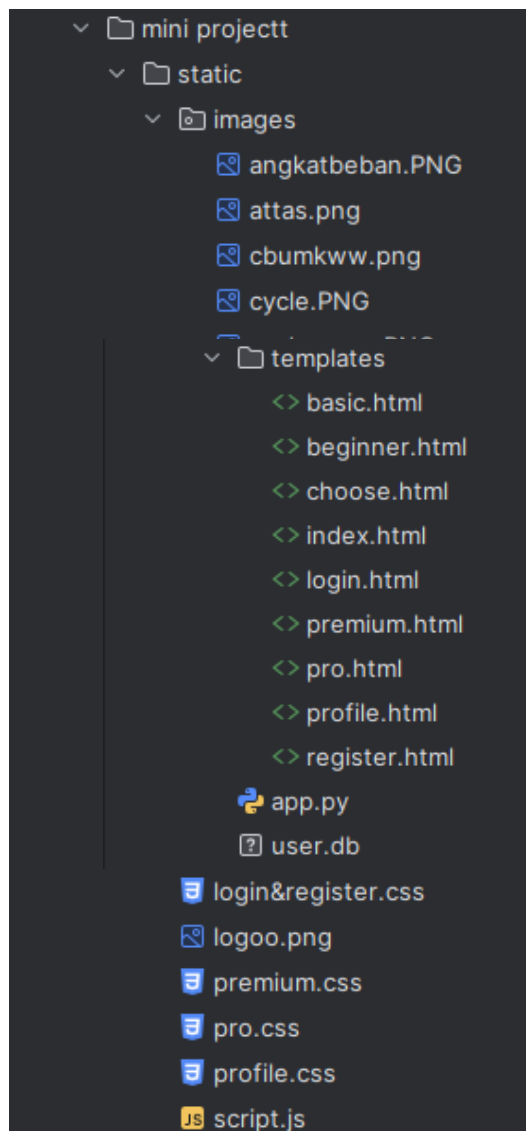 mini projectt
static
images
angkatbeban.PNG
attas.png
cbumkww.png
cycle.PNG
templates
basic.html
beginner.html
choose.html
index.html
login.html
premium.html
pro.html
profile.html
register.html
app.py
user.db
login&register.css
logoo.png
premium.css
pro.css
profile.css
JS script.js